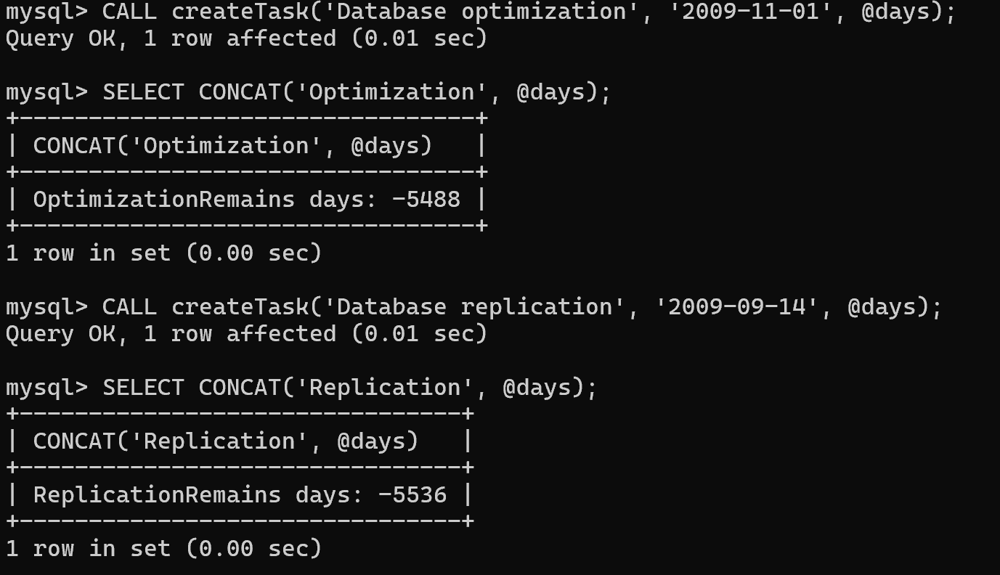 mysql> CALL createTask('Database optimization', '2009-11-01', @days);
Query OK, 1 row affected (0.01 sec)

mysql> SELECT CONCAT('Optimization', @days);
+---------------------------------+
| CONCAT('Optimization', @days)   |
+---------------------------------+
| OptimizationRemains days: -5488 |
+---------------------------------+
1 row in set (0.00 sec)

mysql> CALL createTask('Database replication', '2009-09-14', @days);
Query OK, 1 row affected (0.01 sec)

mysql> SELECT CONCAT('Replication', @days);
+--------------------------------+
| CONCAT('Replication', @days)   |
+--------------------------------+
| ReplicationRemains days: -5536 |
+--------------------------------+
1 row in set (0.00 sec)